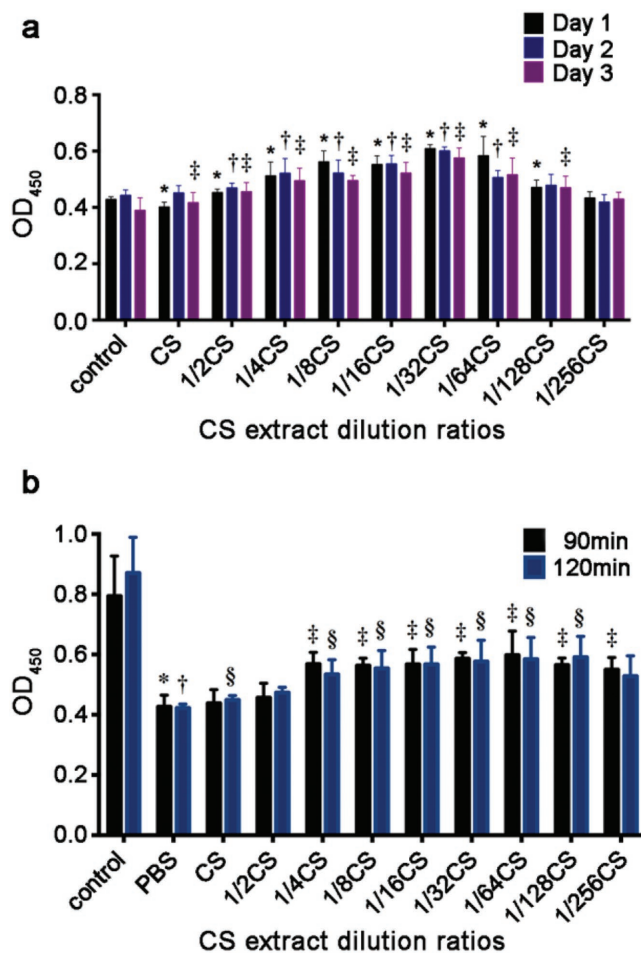 a
Day 1
Day 2
Day 3
0.8
* † ‡ * † ‡ * † ‡ * † ‡ * † ‡ * † ‡
* ‡ * † ‡ * ‡
0.6
0.4
0.2
0.0
OD450
control
CS
1/2CS
1/4CS
1/8CS
1/16CS
1/32CS
1/64CS
1/128CS
1/256CS
CS extract dilution ratios
b
90min
120min
1.0
0.8
0.6
0.4
0.2
0.0
OD450
* † § ‡ § ‡ § ‡ § ‡ § ‡ § ‡ § ‡
control
PBS
CS
1/2CS
1/4CS
1/8CS
1/16CS
1/32CS
1/64CS
1/128CS
1/256CS
CS extract dilution ratios